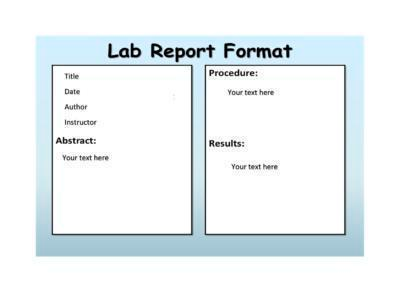 Lab Report Format
Title
Date
Author
Instructor
Abstract:
Your text here
Procedure:
Your text here
Results:
Your text here